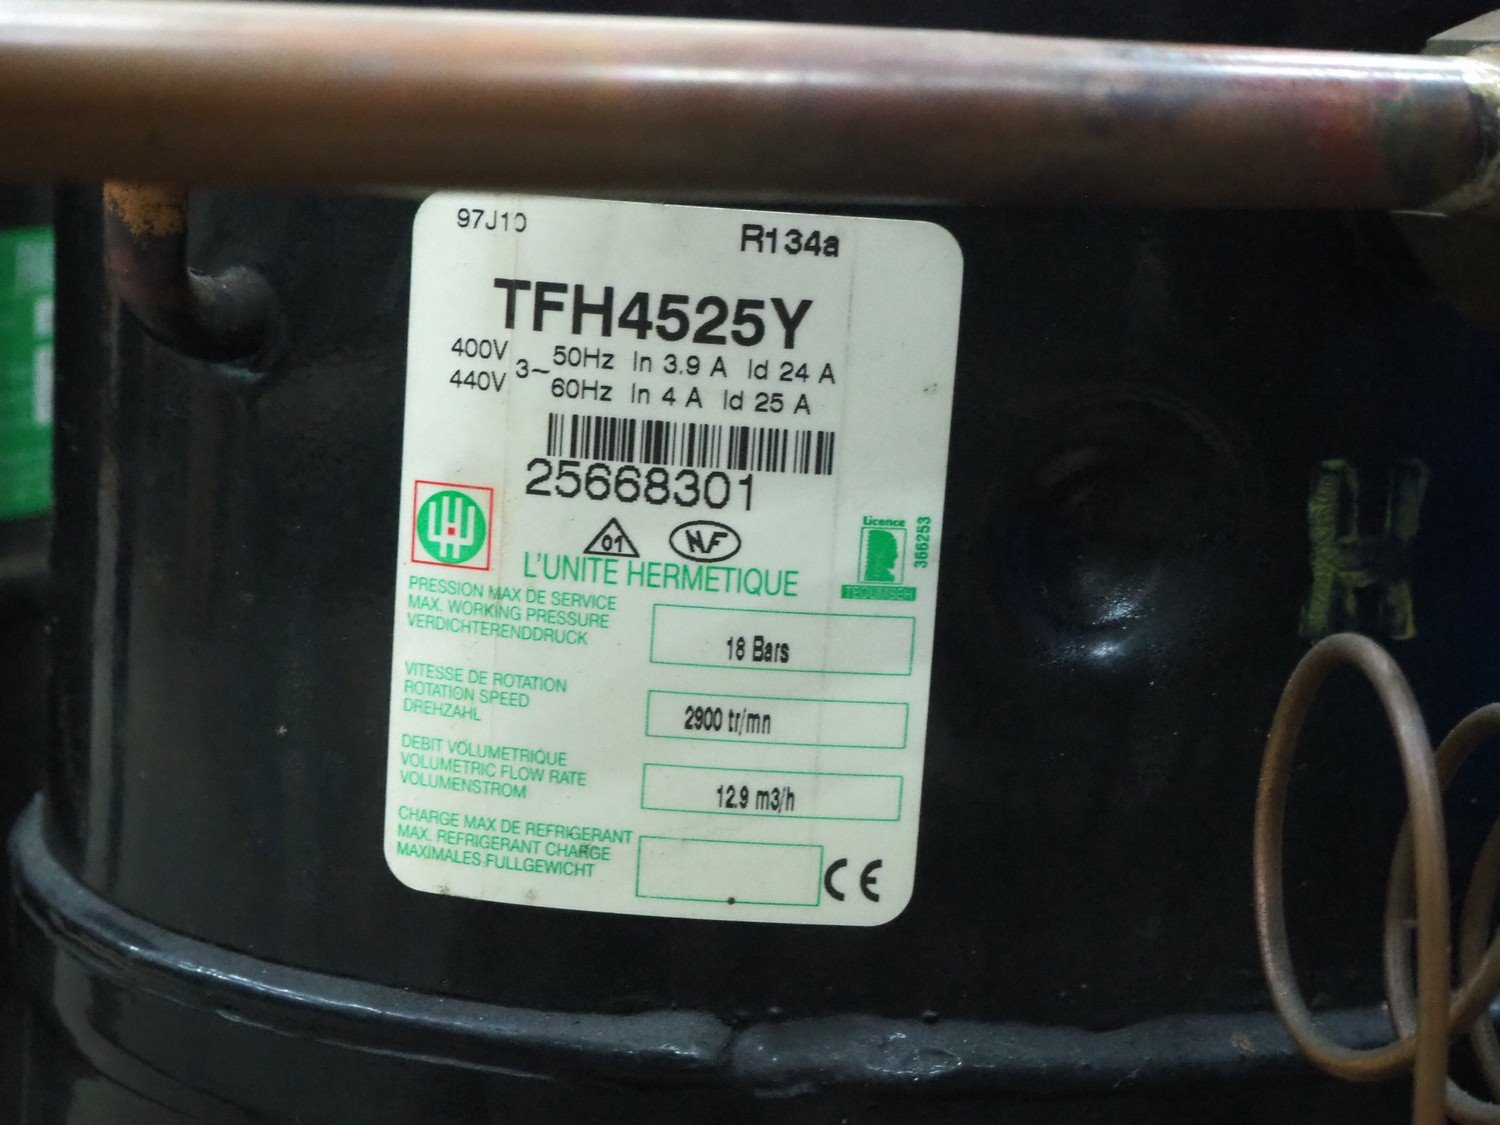 97J10
R134a
TFH4525Y
400V 3~ 50Hz In 3.9 A Id 24 A
440V 60Hz In 4 A Id 25 A
25668301
01
NF
L'UNITE HERMETIQUE
Licence
TECUMSEH
366253
PRESSION MAX DE SERVICE
MAX. WORKING PRESSURE
VERDICHTERENDDRUCK
18 Bars
VITESSE DE ROTATION
ROTATION SPEED
DREHZAHL
2900 tr/mn
DEBIT VOLUMETRIQUE
VOLUMETRIC FLOW RATE
VOLUMENSTROM
12.9 m3/h
CHARGE MAX DE REFRIGERANT
MAX. REFRIGERANT CHARGE
MAXIMALES FULLGEWICHT
CE
H